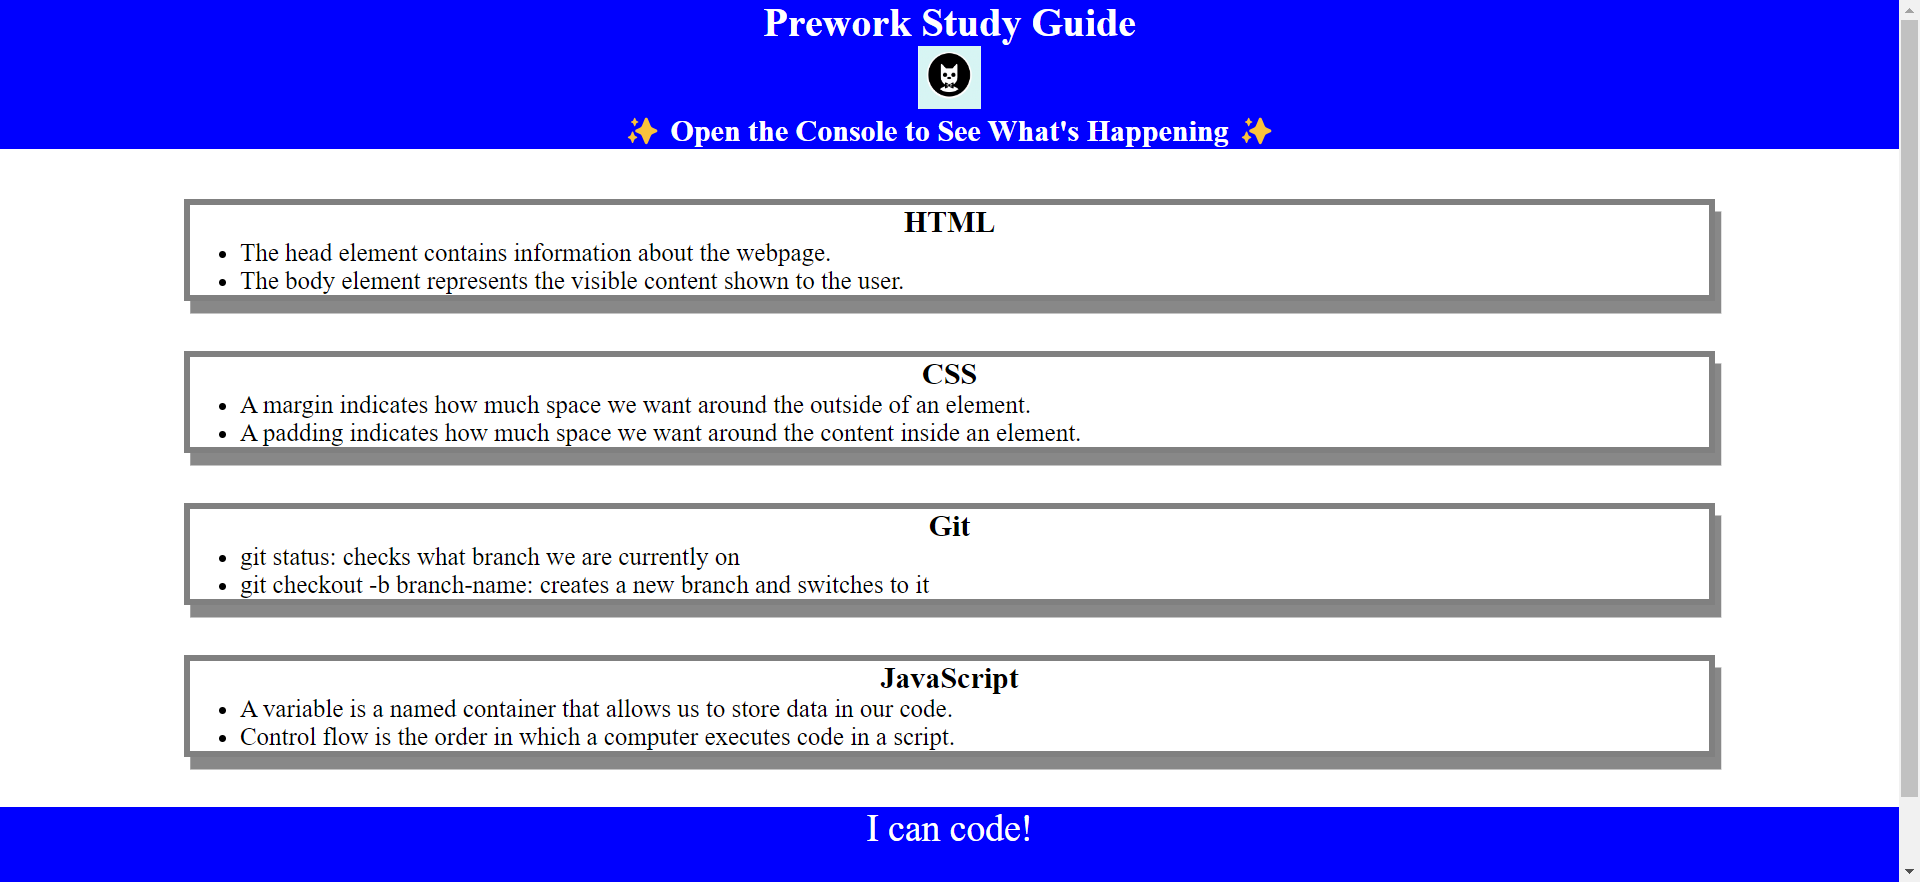 Prework Study Guide
✨ Open the Console to See What's Happening ✨
HTML
• The head element contains information about the webpage.
• The body element represents the visible content shown to the user.
CSS
• A margin indicates how much space we want around the outside of an element.
• A padding indicates how much space we want around the content inside an element.
Git
• git status: checks what branch we are currently on
• git checkout -b branch-name: creates a new branch and switches to it
JavaScript
• A variable is a named container that allows us to store data in our code.
• Control flow is the order in which a computer executes code in a script.
I can code!